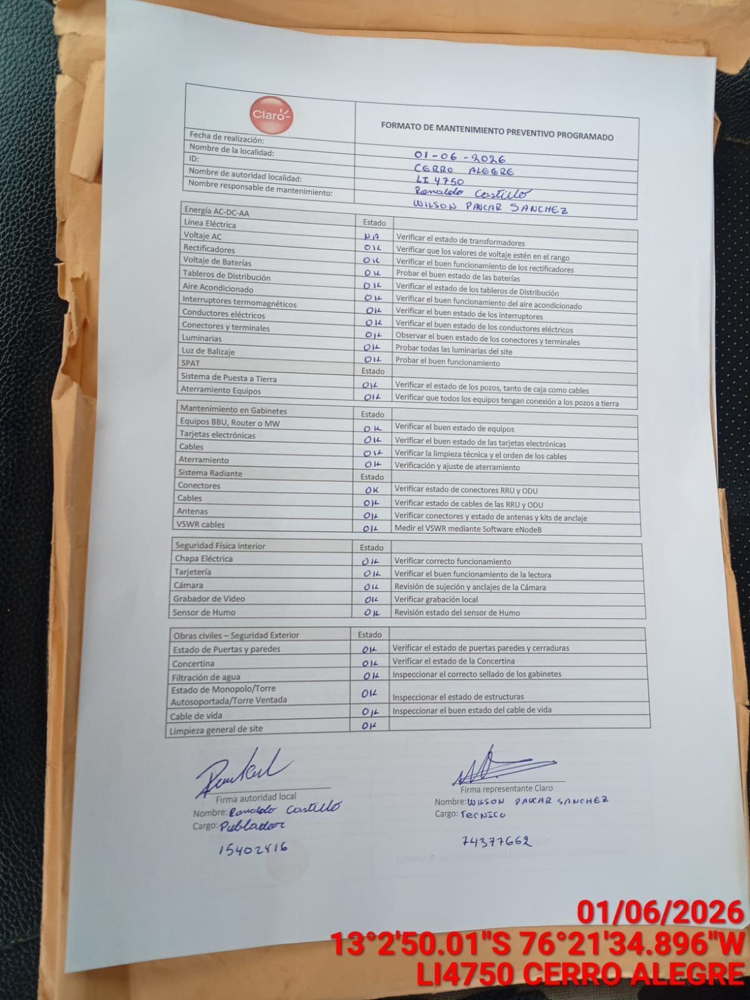 Claro
FORMATO DE MANTENIMIENTO PREVENTIVO PROGRAMADO
Fecha de realización: 01-06-2026
Nombre de la localidad: CERRO ALEGRE
ID: LI4750
Nombre de autoridad localidad: Ronaldo Castillo
Nombre responsable de mantenimiento: WILSON PAUCAR SANCHEZ
Energía AC-DC-AA Estado
Línea Eléctrica NA Verificar el estado de transformadores
Voltaje AC OK Verificar que los valores de voltaje estén en el rango
Rectificadores OK Verificar el buen funcionamiento de los rectificadores
Voltaje de Baterías OK Probar el buen estado de las baterías
Tableros de Distribución OK Verificar el estado de los tableros de Distribución
Aire Acondicionado OK Verificar el buen funcionamiento del aire acondicionado
Interruptores termomagnéticos OK Verificar el buen estado de los interruptores
Conductores eléctricos OK Verificar el buen estado de los conductores eléctricos
Conectores y terminales OK Observar el buen estado de los conectores y terminales
Luminarias OK Probar todas las luminarias del site
Luz de Balizaje OK Probar el buen funcionamiento
SPAT Estado
Sistema de Puesta a Tierra OK Verificar el estado de los pozos, tanto de caja como cables
Aterramiento Equipos OK Verificar que todos los equipos tengan conexión a los pozos a tierra
Mantenimiento en Gabinetes Estado
Equipos BBU, Router o MW OK Verificar el buen estado de equipos
Tarjetas electrónicas OK Verificar el buen estado de las tarjetas electrónicas
Cables OK Verificar la limpieza técnica y el orden de los cables
Aterramiento OK Verificación y ajuste de aterramiento
Sistema Radiante Estado
Conectores OK Verificar estado de conectores RRU y ODU
Cables OK Verificar estado de cables de las RRU y ODU
Antenas OK Verificar conectores y estado de antenas y kits de anclaje
VSWR cables OK Medir el VSWR mediante Software eNodeB
Seguridad Física interior Estado
Chapa Eléctrica OK Verificar correcto funcionamiento
Tarjetería OK Verificar el buen funcionamiento de la lectora
Cámara OK Revisión de sujeción y anclajes de la Cámara
Grabador de Video OK Verificar grabación local
Sensor de Humo OK Revisión estado del sensor de Humo
Obras civiles – Seguridad Exterior Estado
Estado de Puertas y paredes OK Verificar el estado de puertas paredes y cerraduras
Concertina OK Verificar el estado de la Concertina
Filtración de agua OK Inspeccionar el correcto sellado de los gabinetes
Estado de Monopolo/Torre
Autosoportada/Torre Ventada OK Inspeccionar el estado de estructuras
Cable de vida OK Inspeccionar el buen estado del cable de vida
Limpieza general de site OK
Firma autoridad local
Nombre: Ronaldo Castillo
Cargo: Publador
15402816
Firma representante Claro
Nombre: WILSON PAUCAR SANCHEZ
Cargo: TECNICO
74377662
01/06/2026
13°2'50.01"S 76°21'34.896"W
LI4750 CERRO ALEGRE